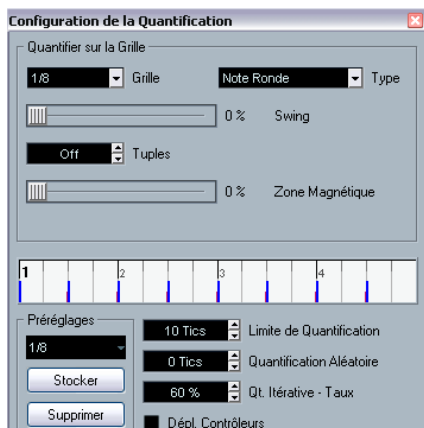 Configuration de la Quantification
Quantifier sur la Grille
1/8 Grille Note Ronde Type
0 % Swing
Off Tuples
0 % Zone Magnétique
1 2 3 4
Préréglages
10 Tics Limite de Quantification
1/8
0 Tics Quantification Aléatoire
Stocker
60 % Qt. Itérative - Taux
Supprimer
Dépl. Contrôleurs